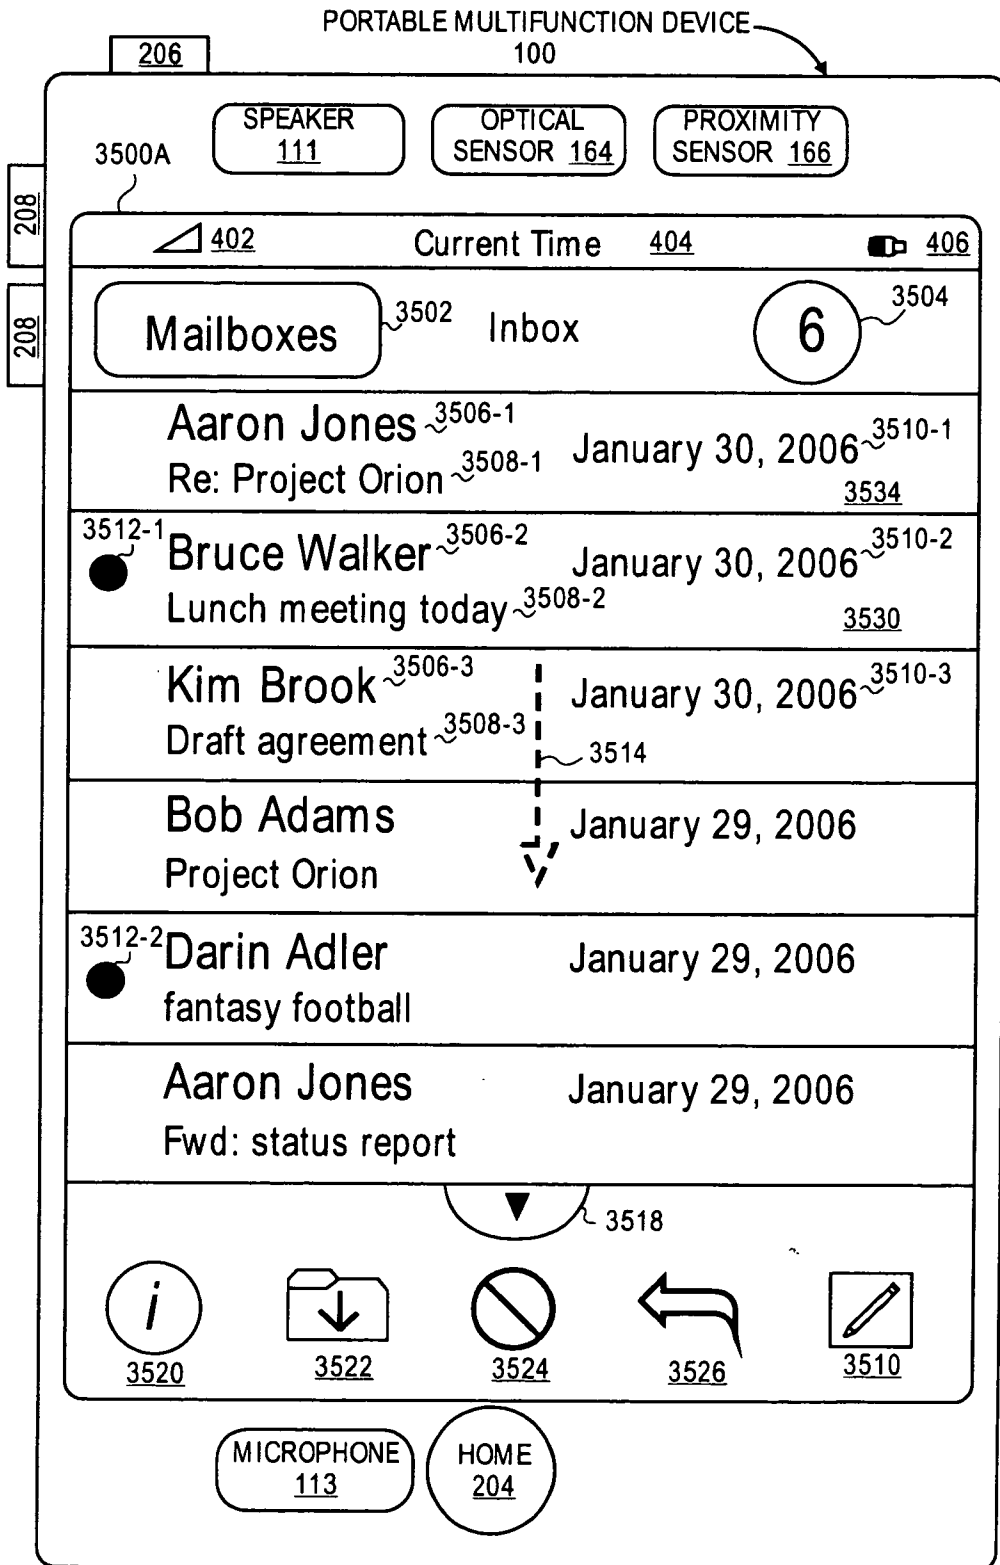 PORTABLE MULTIFUNCTION DEVICE
100
206
SPEAKER
111
OPTICAL
SENSOR 164
PROXIMITY
SENSOR 166
3500A
208
208
402 Current Time 404 406
Mailboxes 3502 Inbox 6 3504
Aaron Jones 3506-1
January 30, 2006 3510-1
Re: Project Orion 3508-1
3534
3512-1
Bruce Walker 3506-2
January 30, 2006 3510-2
Lunch meeting today 3508-2
3530
Kim Brook 3506-3
January 30, 2006 3510-3
Draft agreement 3508-3
3514
Bob Adams
January 29, 2006
Project Orion
3512-2
Darin Adler
January 29, 2006
fantasy football
Aaron Jones
January 29, 2006
Fwd: status report
3518
i
3520 3522 3524 3526 3510
MICROPHONE
113
HOME
204